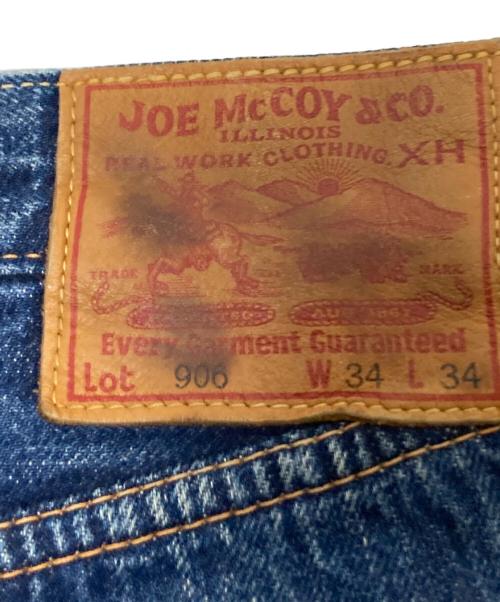 JOE McCOY & CO.
ILLINOIS
REAL WORK CLOTHING. XH
TRADE MARK
Every Garment Guaranteed
Lot 906 W 34 L 34